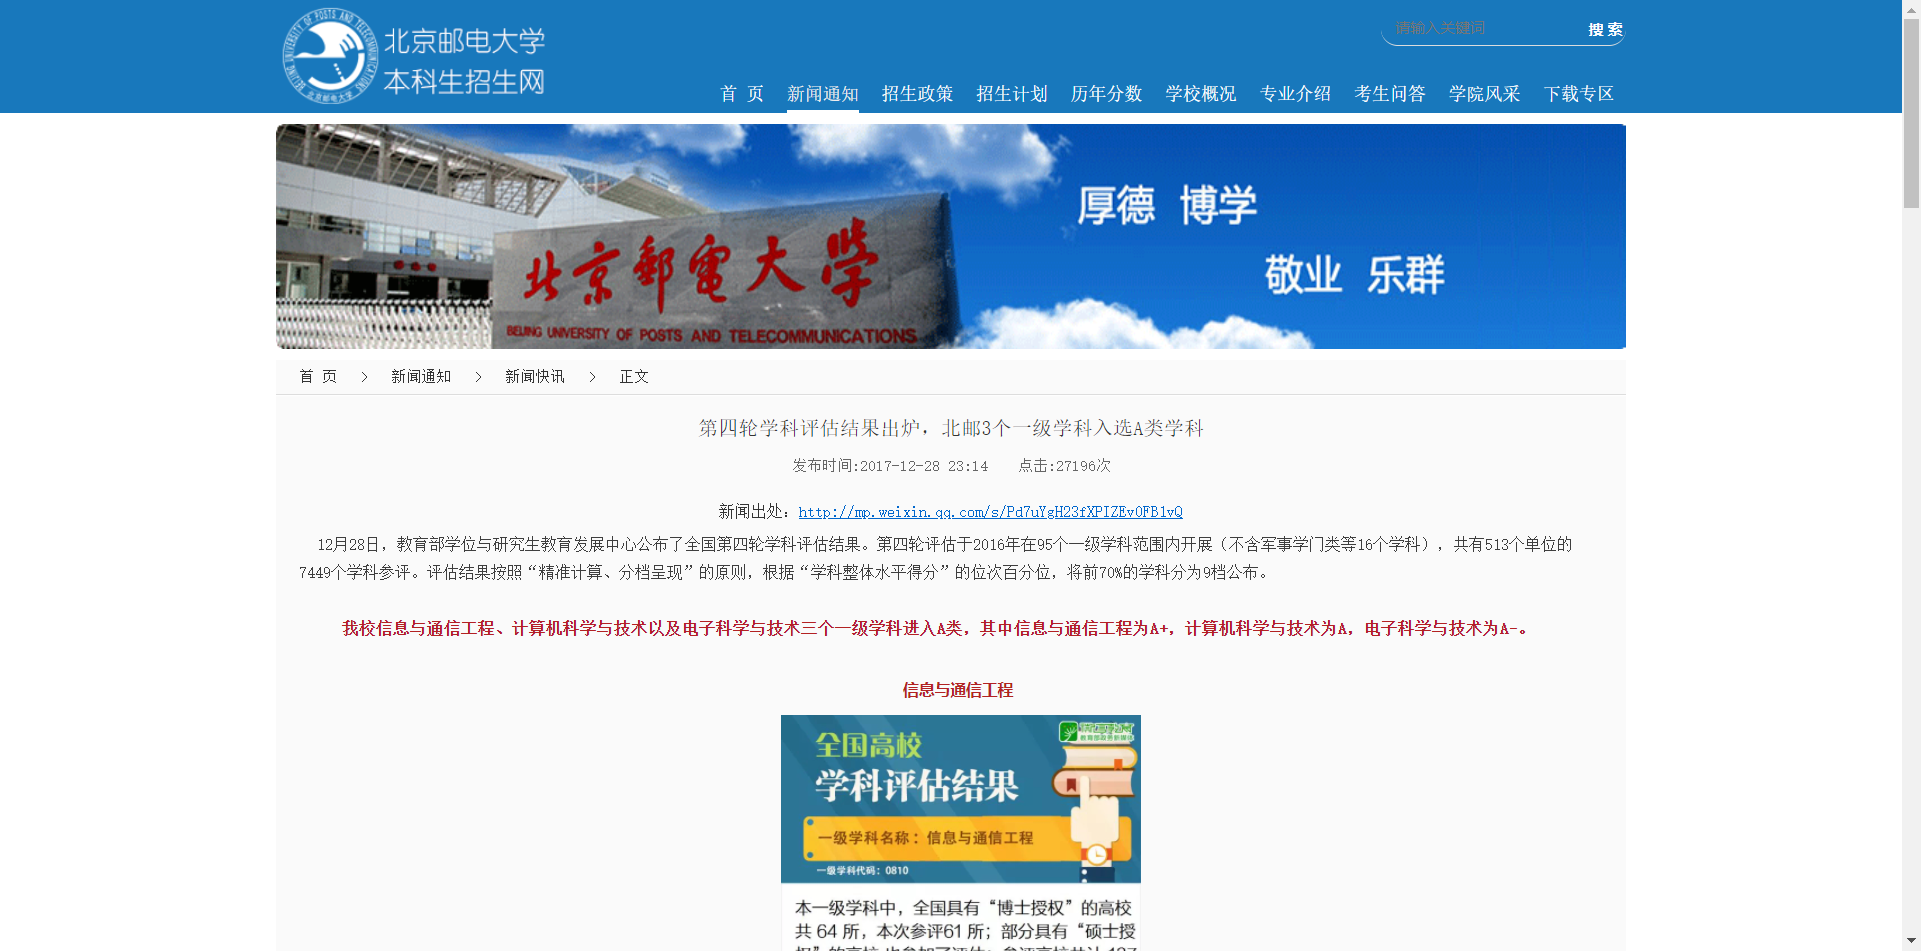 北京邮电大学
本科生招生网
请输入关键词
搜 索
首 页 新闻通知 招生政策 招生计划 历年分数 学校概况 专业介绍 考生问答 学院风采 下载专区
厚德 博学
敬业 乐群
北京郵電大學
BEIJING UNIVERSITY OF POSTS AND TELECOMMUNICATIONS
首 页 > 新闻通知 > 新闻快讯 > 正文
第四轮学科评估结果出炉，北邮3个一级学科入选A类学科
发布时间:2017-12-28 23:14 点击:27196次
新闻出处：http://mp.weixin.qq.com/s/Pd7uYgH23fXPIZEvOFB1vQ
12月28日，教育部学位与研究生教育发展中心公布了全国第四轮学科评估结果。第四轮评估于2016年在95个一级学科范围内开展（不含军事学门类等16个学科），共有513个单位的
7449个学科参评。评估结果按照“精准计算、分档呈现”的原则，根据“学科整体水平得分”的位次百分位，将前70%的学科分为9档公布。
我校信息与通信工程、计算机科学与技术以及电子科学与技术三个一级学科进入A类，其中信息与通信工程为A+，计算机科学与技术为A，电子科学与技术为A-。
信息与通信工程
全国高校
学科评估结果
一级学科名称：信息与通信工程
一级学科代码：0810
本一级学科中，全国具有“博士授权”的高校
共 64 所，本次参评61 所；部分具有“硕士授